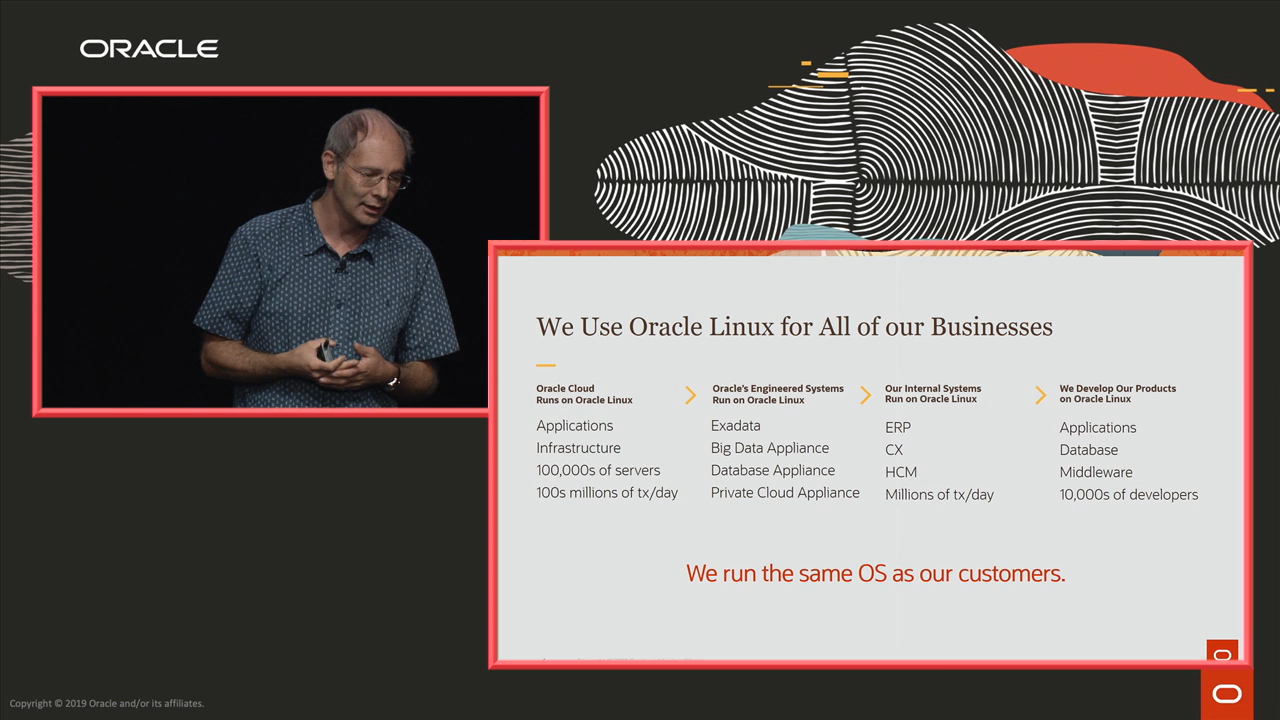 ORACLE
We Use Oracle Linux for All of our Businesses
Oracle Cloud
Runs on Oracle Linux
Applications
Infrastructure
100,000s of servers
100s millions of tx/day
Oracle's Engineered Systems
Run on Oracle Linux
Exadata
Big Data Appliance
Database Appliance
Private Cloud Appliance
Our Internal Systems
Run on Oracle Linux
ERP
CX
HCM
Millions of tx/day
We Develop Our Products
on Oracle Linux
Applications
Database
Middleware
10,000s of developers
We run the same OS as our customers.
Copyright © 2019 Oracle and/or its affiliates.